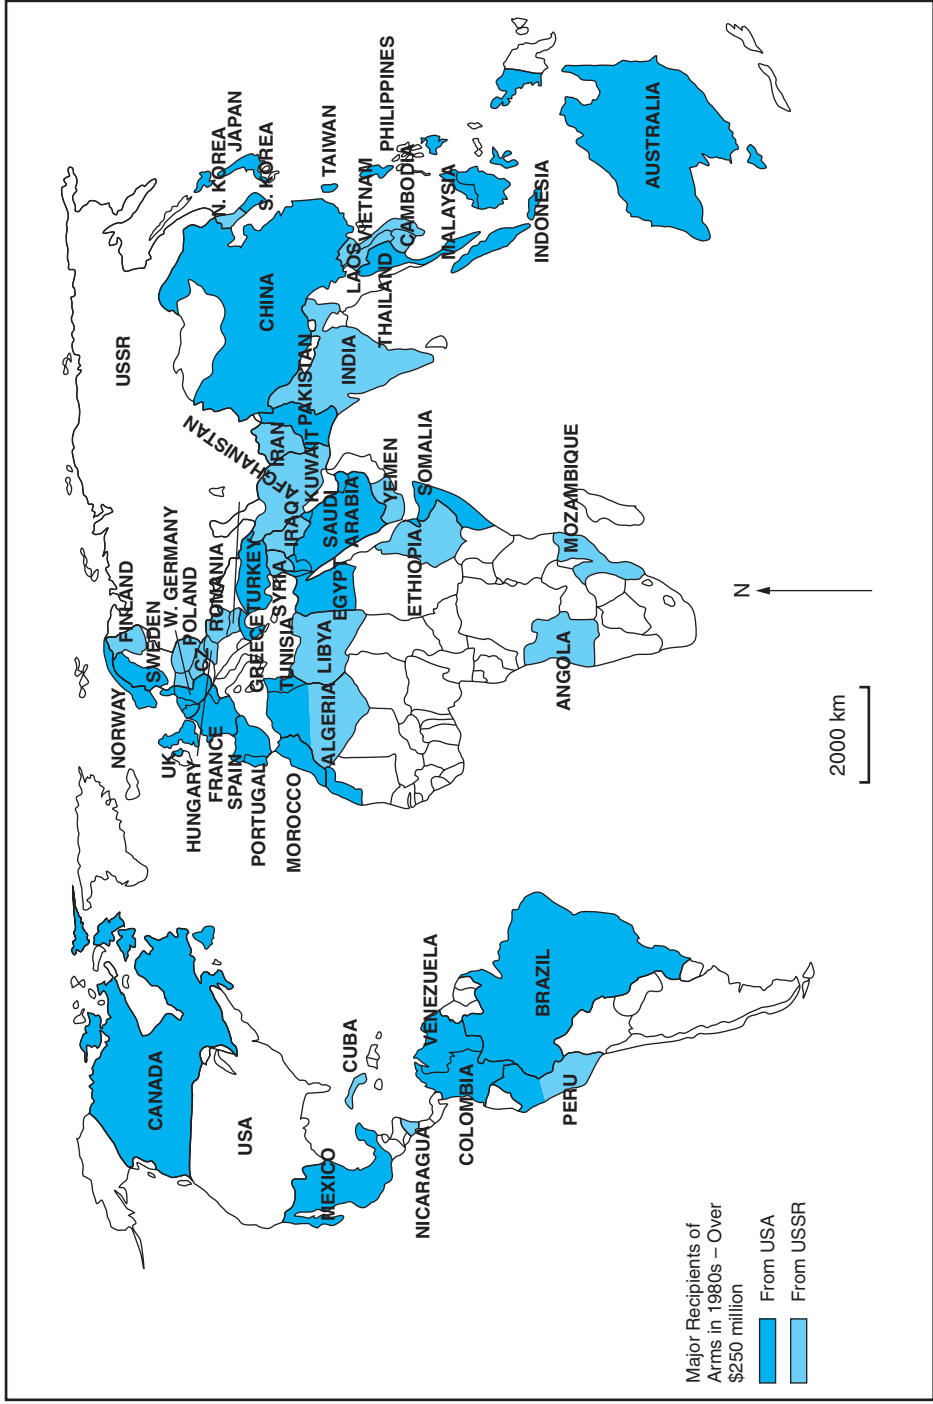 USSR
FINLAND
SWEDEN
W. GERMANY
POLAND
CZ
ROMANIA
NORWAY
UK
HUNGARY
FRANCE
SPAIN
PORTUGAL
MOROCCO
GREECE
TURKEY
TUNISIA
SYRIA
ALGERIA
LIBYA
EGYPT
IRAQ
SAUDI
ARABIA
KUWAIT
IRAN
AFGHANISTAN
PAKISTAN
YEMEN
SOMALIA
ETHIOPIA
MOZAMBIQUE
ANGOLA
INDIA
CHINA
N. KOREA
JAPAN
S. KOREA
TAIWAN
PHILIPPINES
VIETNAM
LAOS
CAMBODIA
THAILAND
MALAYSIA
INDONESIA
AUSTRALIA
CANADA
USA
MEXICO
CUBA
NICARAGUA
VENEZUELA
COLOMBIA
BRAZIL
PERU
N
2000 km
Major Recipients of
Arms in 1980s – Over
$250 million
From USA
From USSR